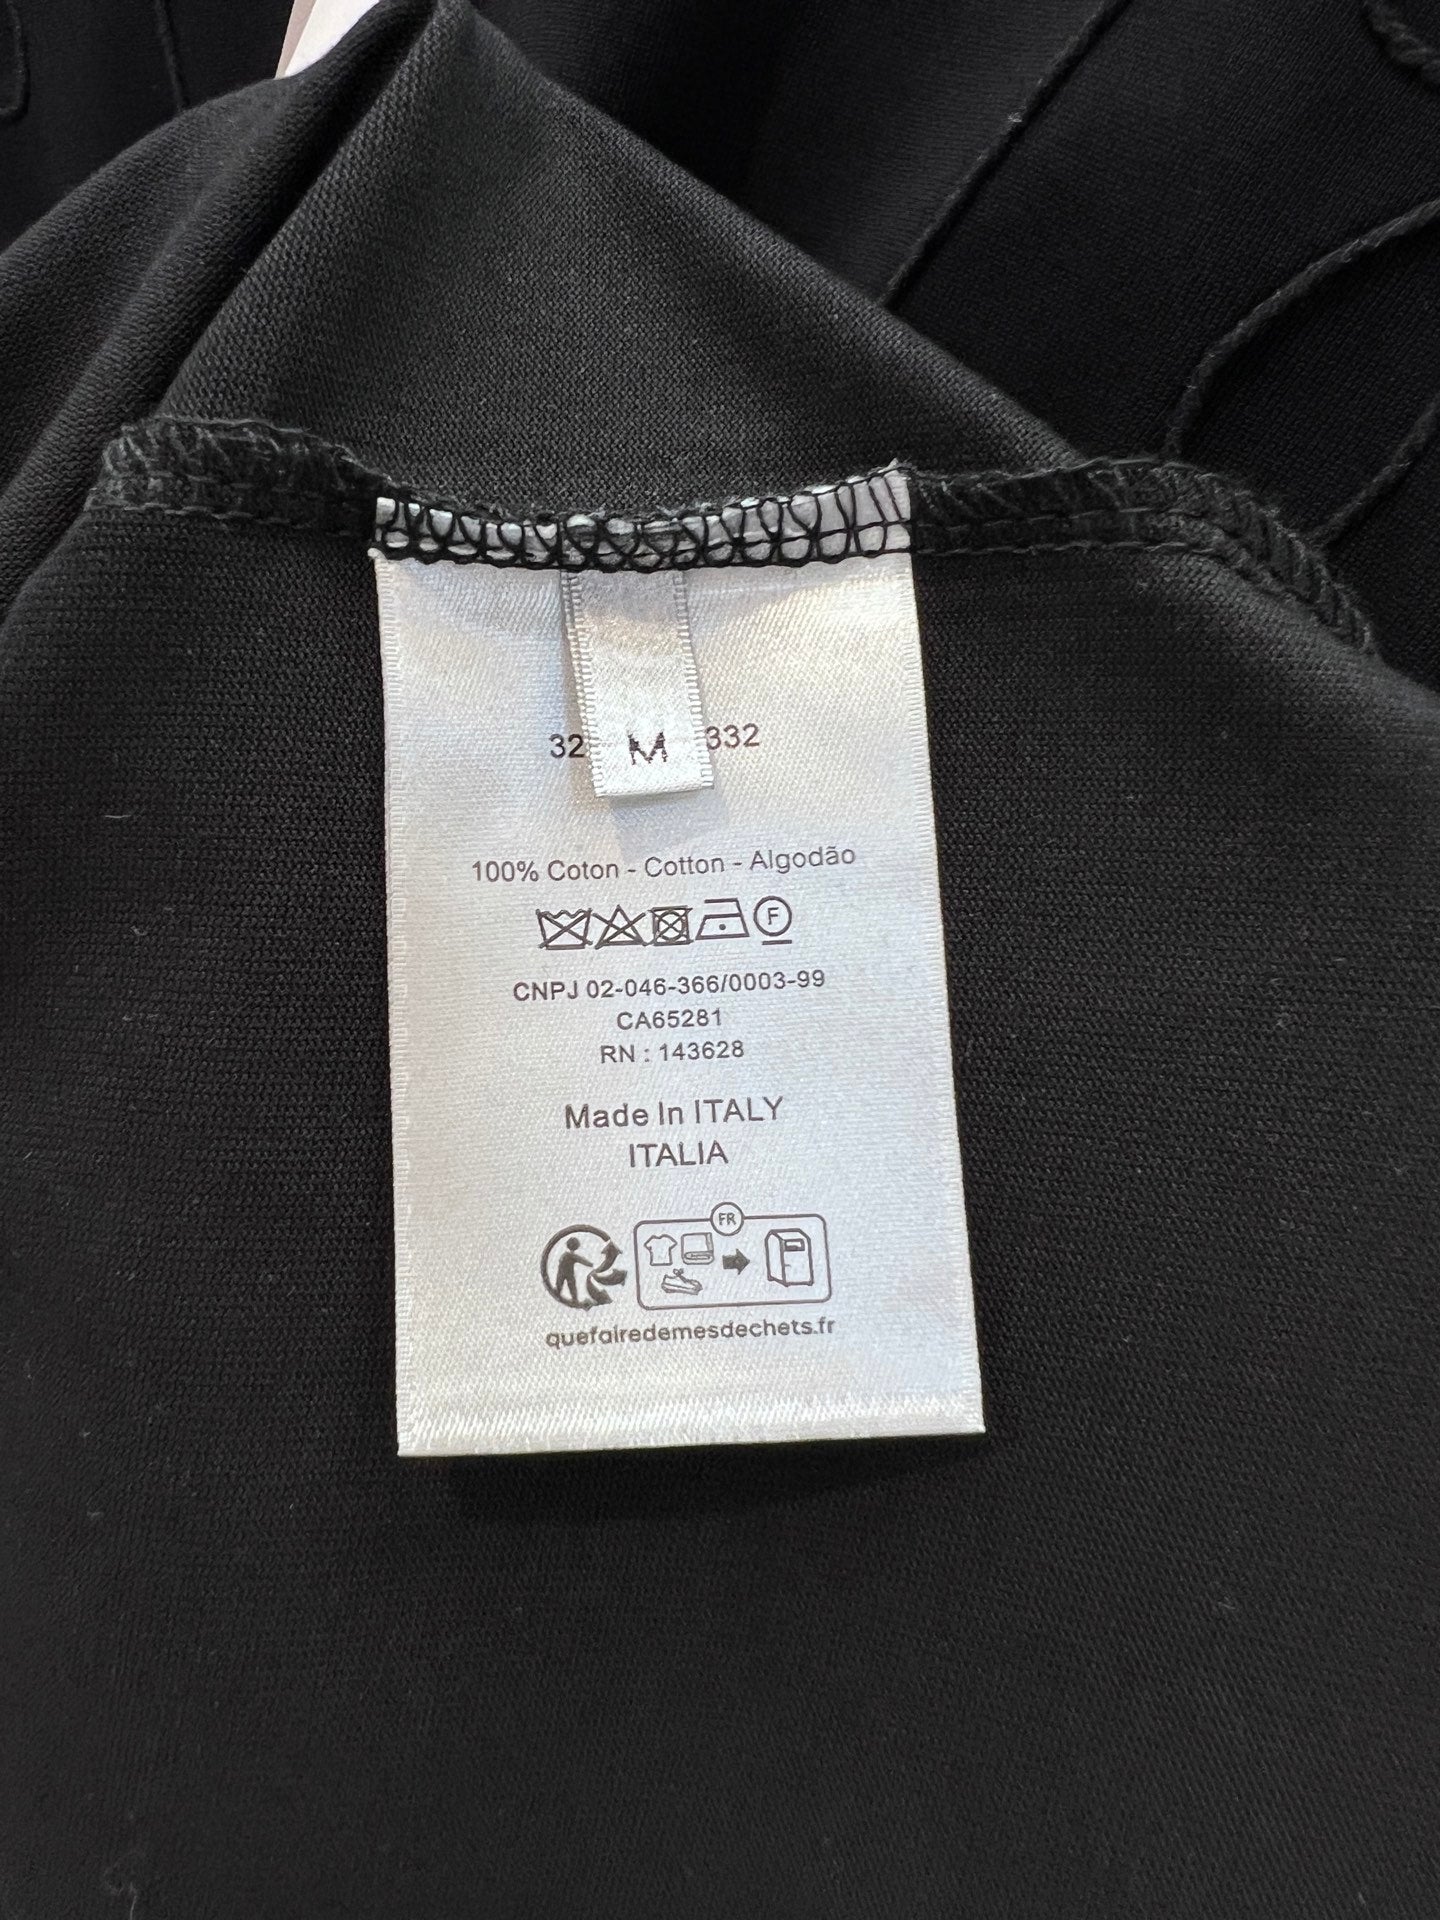 32 M 332
100% Coton - Cotton - Algodão
F
CNPJ 02-046-366/0003-99
CA65281
RN : 143628
Made In ITALY
ITALIA
FR
quefairedemesdechets.fr